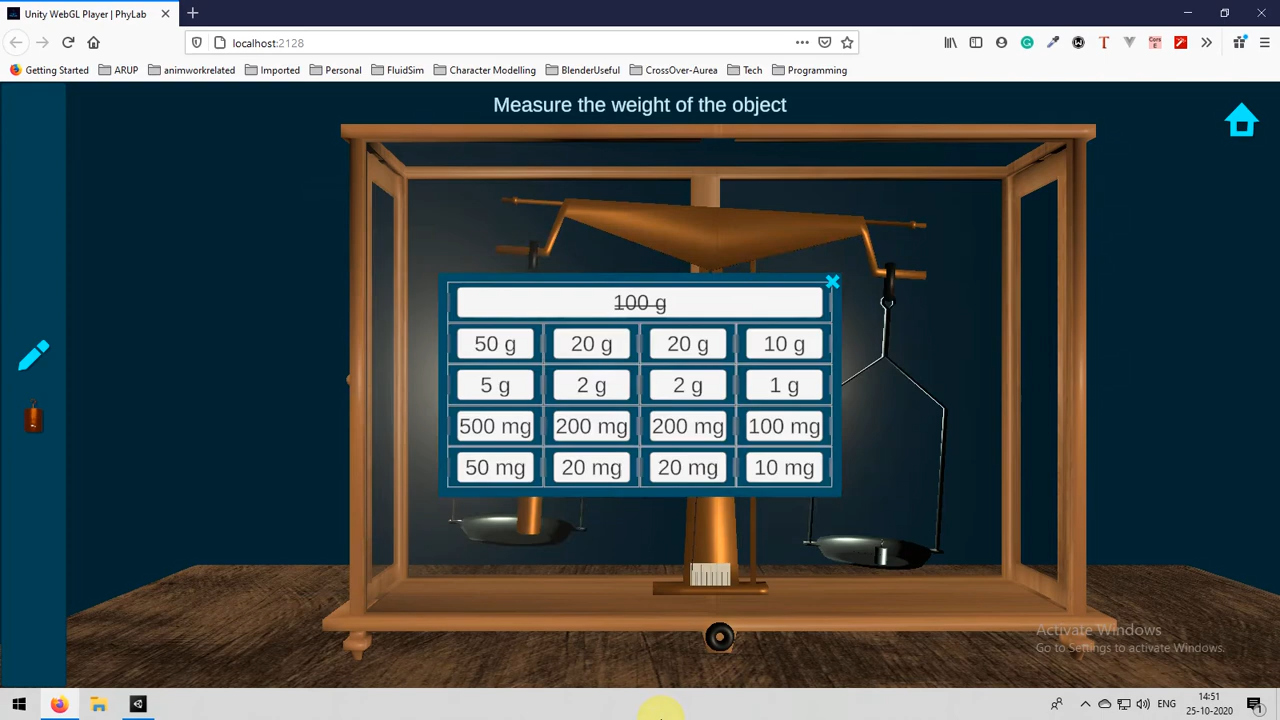 Unity WebGL Player | PhyLab
localhost:2128
Getting Started ARUP animworkrelated Imported Personal FluidSim Character Modelling BlenderUseful CrossOver-Aurea Tech Programming
Measure the weight of the object
100 g
50 g 20 g 20 g 10 g
5 g 2 g 2 g 1 g
500 mg 200 mg 200 mg 100 mg
50 mg 20 mg 20 mg 10 mg
Activate Windows
Go to Settings to activate Windows.
14:51
ENG
25-10-2020